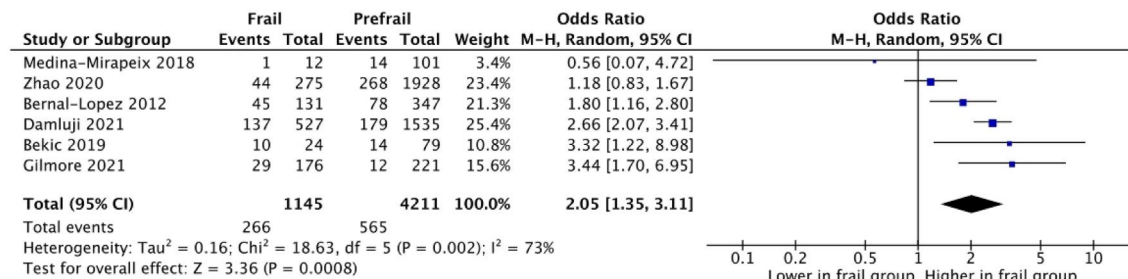 Frail Prefrail Odds Ratio Odds Ratio
Study or Subgroup Events Total Events Total Weight M-H, Random, 95% CI M-H, Random, 95% CI
Medina-Mirapeix 2018 1 12 14 101 3.4% 0.56 [0.07, 4.72]
Zhao 2020 44 275 268 1928 23.4% 1.18 [0.83, 1.67]
Bernal-Lopez 2012 45 131 78 347 21.3% 1.80 [1.16, 2.80]
Damluji 2021 137 527 179 1535 25.4% 2.66 [2.07, 3.41]
Bekic 2019 10 24 14 79 10.8% 3.32 [1.22, 8.98]
Gilmore 2021 29 176 12 221 15.6% 3.44 [1.70, 6.95]
Total (95% CI) 1145 4211 100.0% 2.05 [1.35, 3.11]
Total events 266 565
Heterogeneity: Tau² = 0.16; Chi² = 18.63, df = 5 (P = 0.002); I² = 73%
Test for overall effect: Z = 3.36 (P = 0.0008)
0.1 0.2 0.5 1 2 5 10
Lower in frail group Higher in frail group